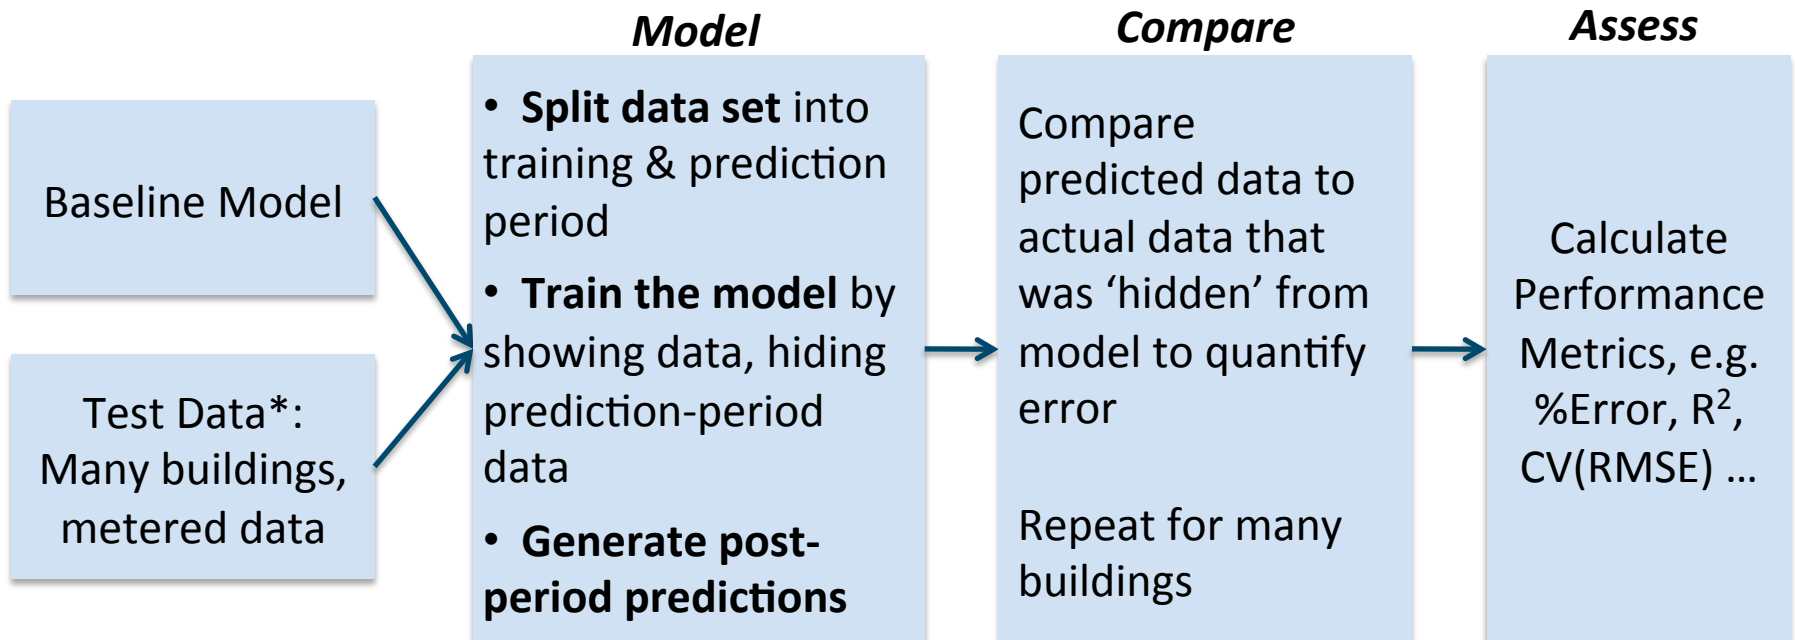 Baseline Model
Test Data*:
Many buildings,
metered data
Model
• Split data set into
training & prediction
period
• Train the model by
showing data, hiding
prediction-period
data
• Generate post-
period predictions
Compare
Compare
predicted data to
actual data that
was ‘hidden’ from
model to quantify
error
Repeat for many
buildings
Assess
Calculate
Performance
Metrics, e.g.
%Error, R²,
CV(RMSE) …